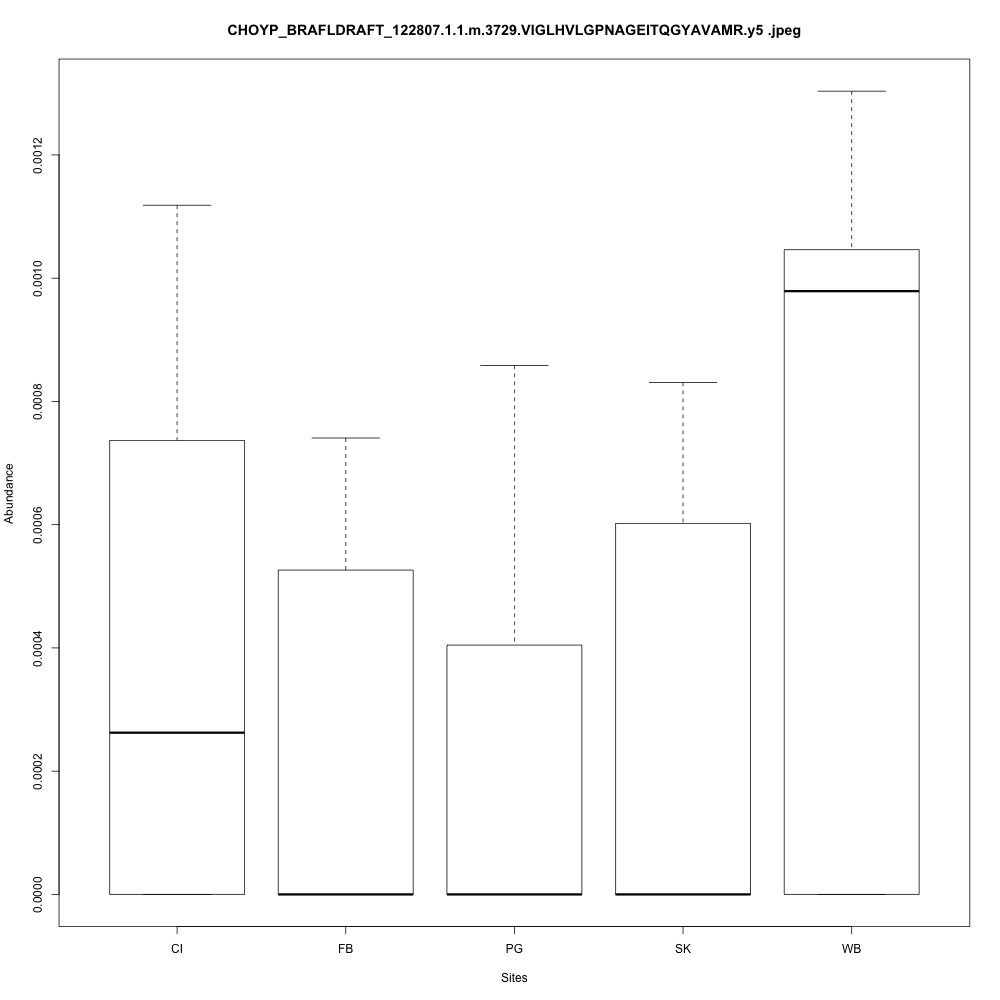 CHOYP_BRAFLDRAFT_122807.1.1.m.3729.VIGLHVLGPNAGEITQGYAVAMR.y5 .jpeg
0.0012
0.0010
0.0008
0.0006
0.0004
0.0002
0.0000
Abundance
CI FB PG SK WB
Sites